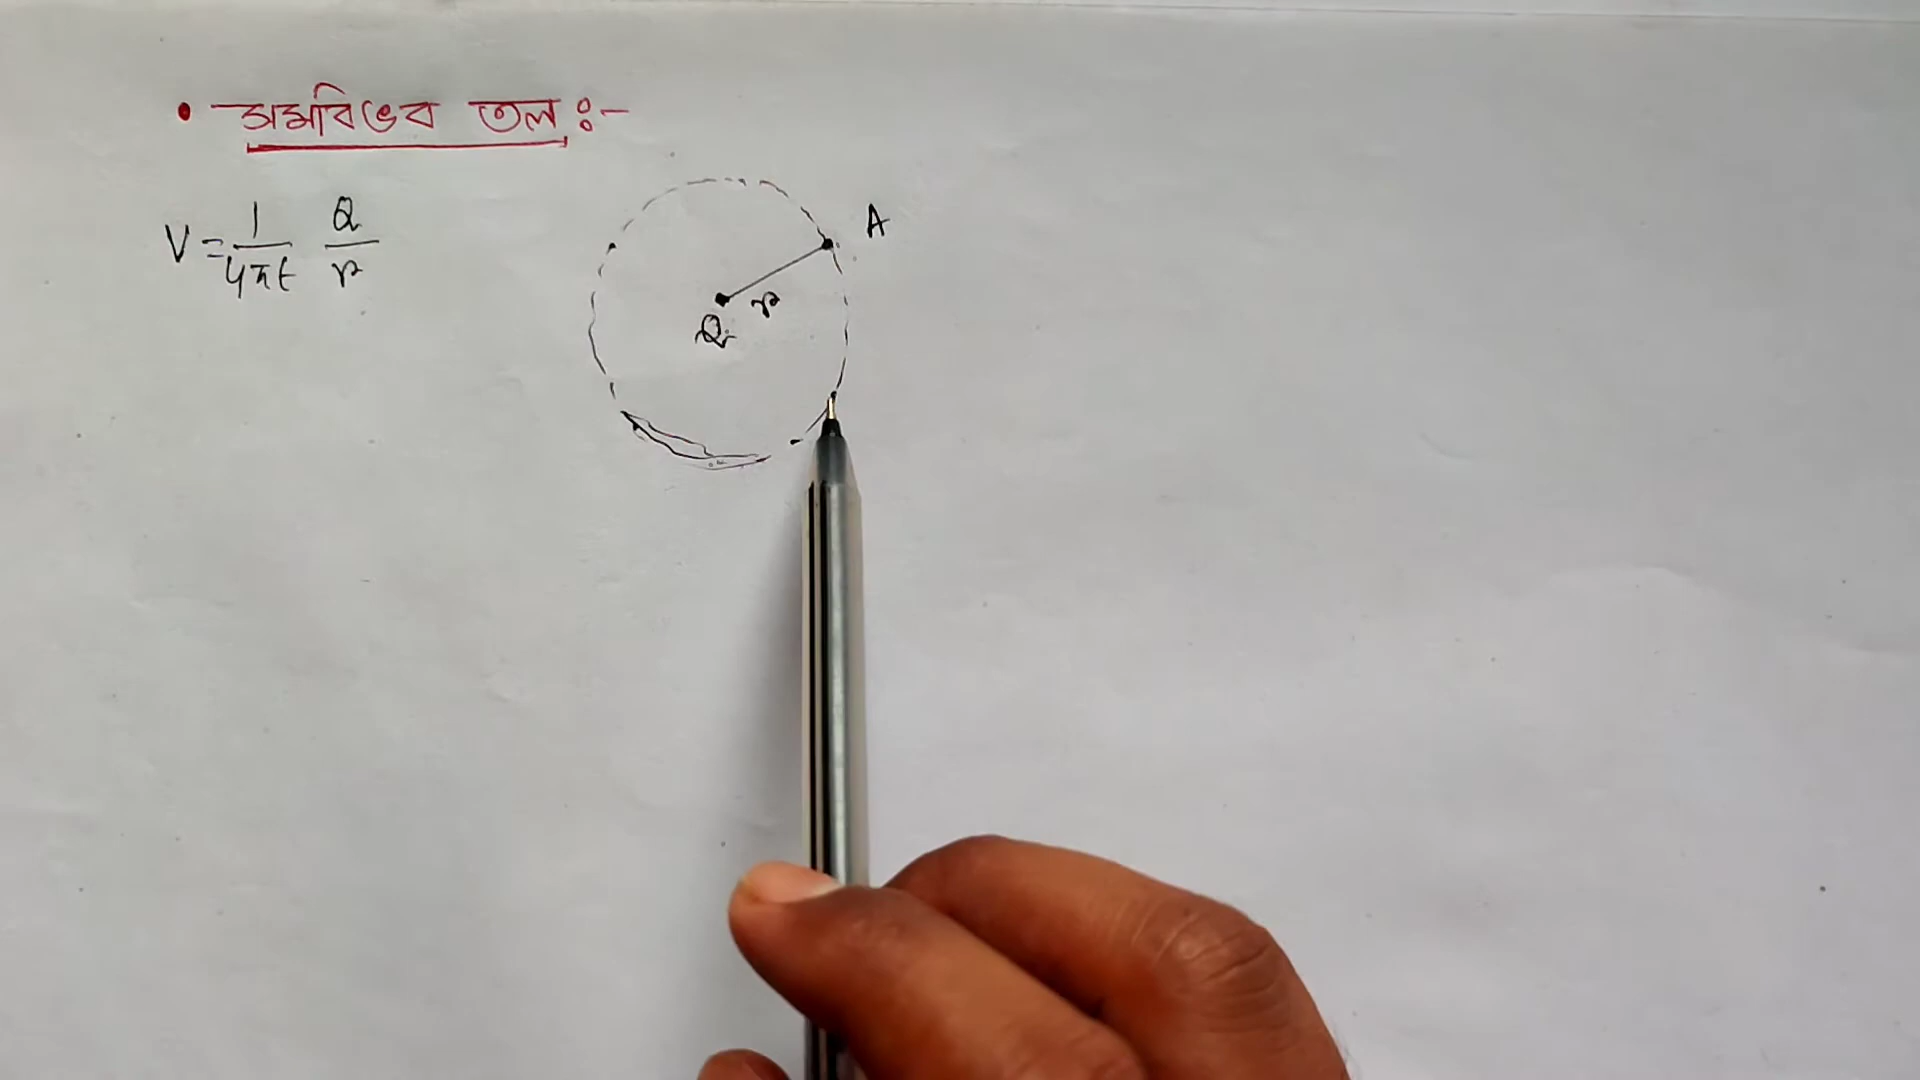 • সমবিভব তল :-
V = 1/4πϵ Q/r
A
r
Q